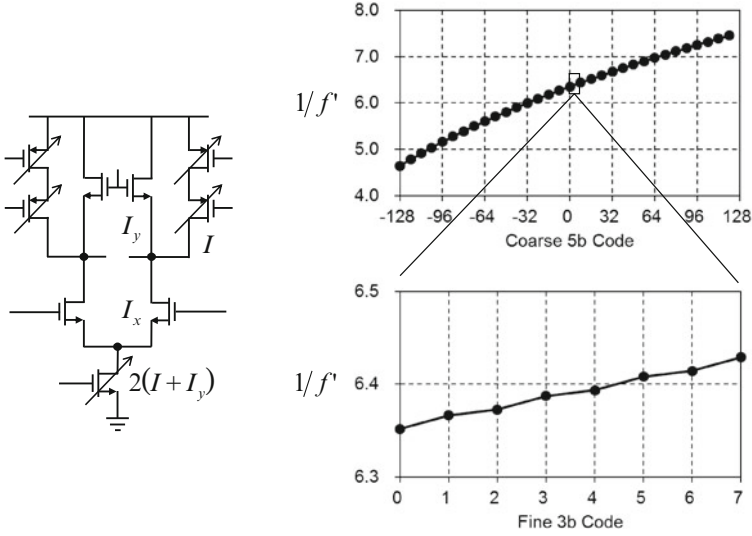 I_y
I
I_x
2(I + I_y)
1/f'
8.0
7.0
6.0
5.0
4.0
-128 -96 -64 -32 0 32 64 96 128
Coarse 5b Code
1/f'
6.5
6.4
6.3
0 1 2 3 4 5 6 7
Fine 3b Code